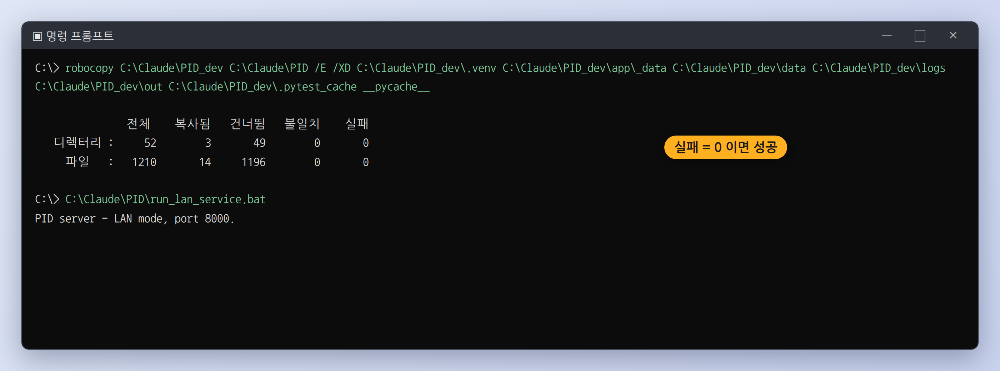 ▣ 명령 프롬프트
C:\> robocopy C:\Claude\PID_dev C:\Claude\PID /E /XD C:\Claude\PID_dev\.venv C:\Claude\PID_dev\app\_data C:\Claude\PID_dev\data C:\Claude\PID_dev\logs
C:\Claude\PID_dev\out C:\Claude\PID_dev\.pytest_cache __pycache__
전체 복사됨 건너뜀 불일치 실패
디렉터리 : 52 3 49 0 0
실패 = 0 이면 성공
파일 : 1210 14 1196 0 0
C:\> C:\Claude\PID\run_lan_service.bat
PID server - LAN mode, port 8000.